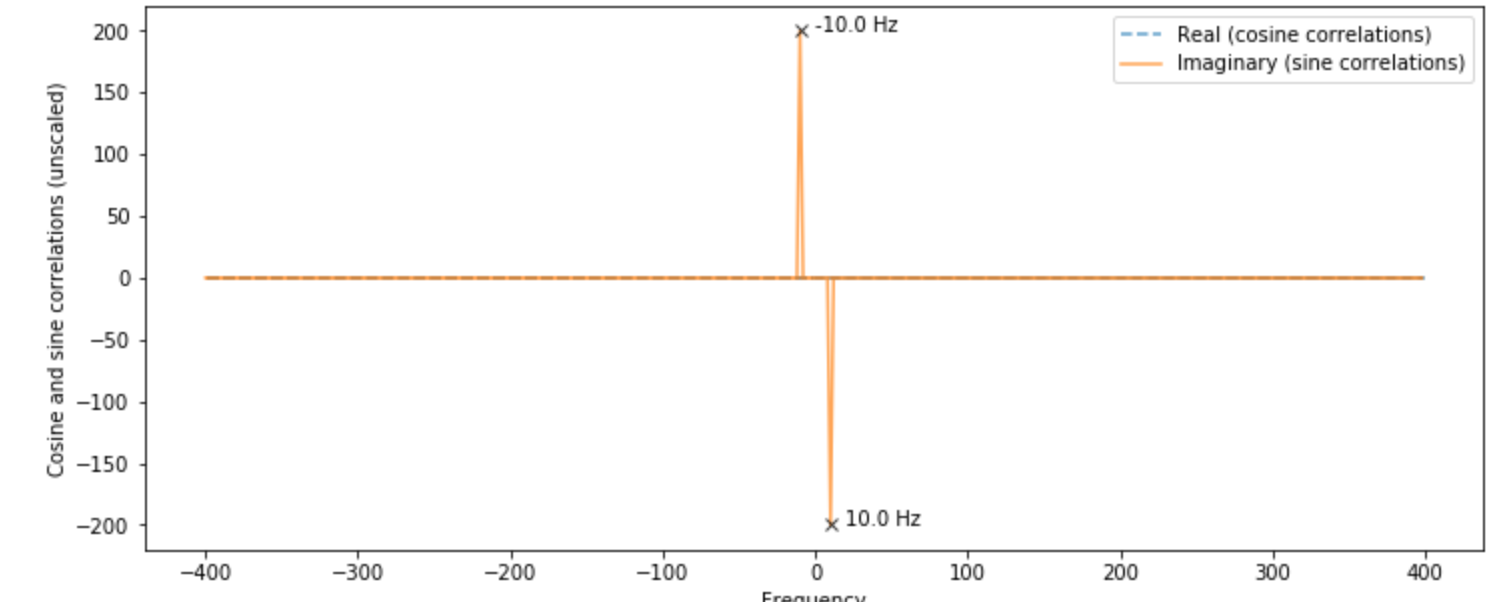 200
150
100
50
0
−50
−100
−150
−200
Cosine and sine correlations (unscaled)
-10.0 Hz
10.0 Hz
Real (cosine correlations)
Imaginary (sine correlations)
−400 −300 −200 −100 0 100 200 300 400
Frequency